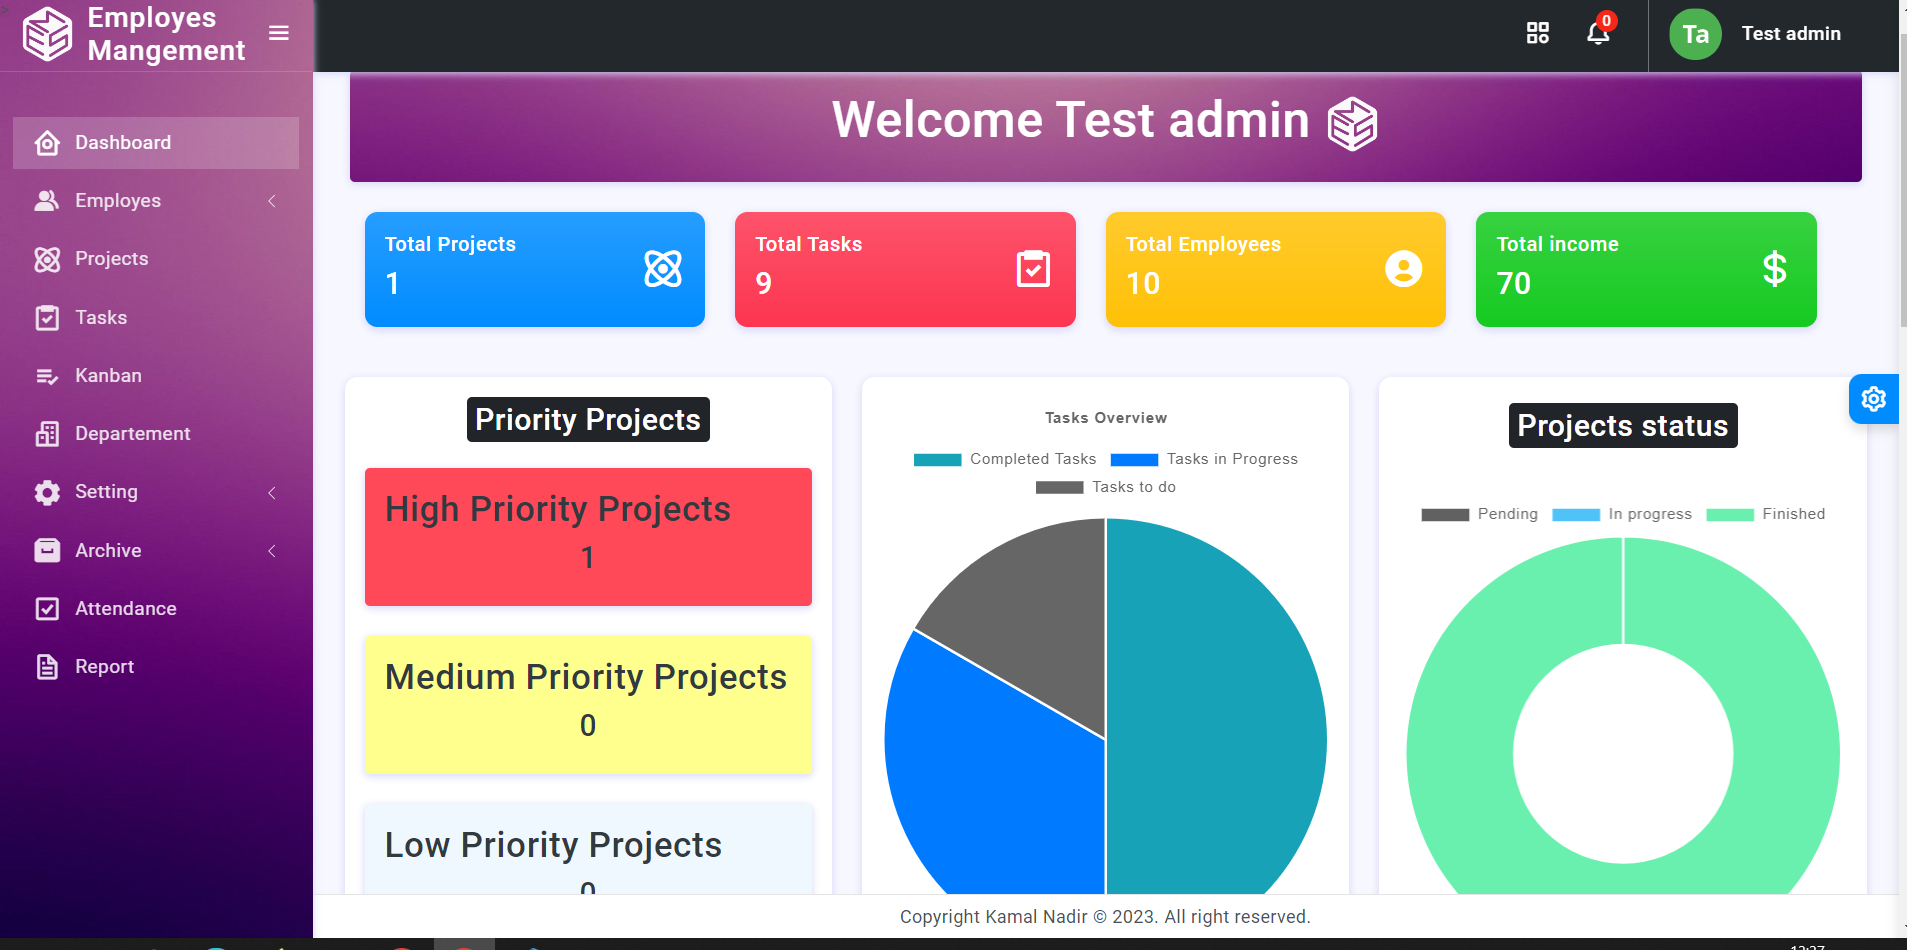 Employes
Mangement
0
Ta
Test admin
Dashboard
Employes
Projects
Tasks
Kanban
Departement
Setting
Archive
Attendance
Report
Welcome Test admin
Total Projects
1
Total Tasks
9
Total Employees
10
Total income
70
$
Priority Projects
High Priority Projects
1
Medium Priority Projects
0
Low Priority Projects
0
Tasks Overview
Completed Tasks
Tasks in Progress
Tasks to do
Projects status
Pending
In progress
Finished
Copyright Kamal Nadir © 2023. All right reserved.